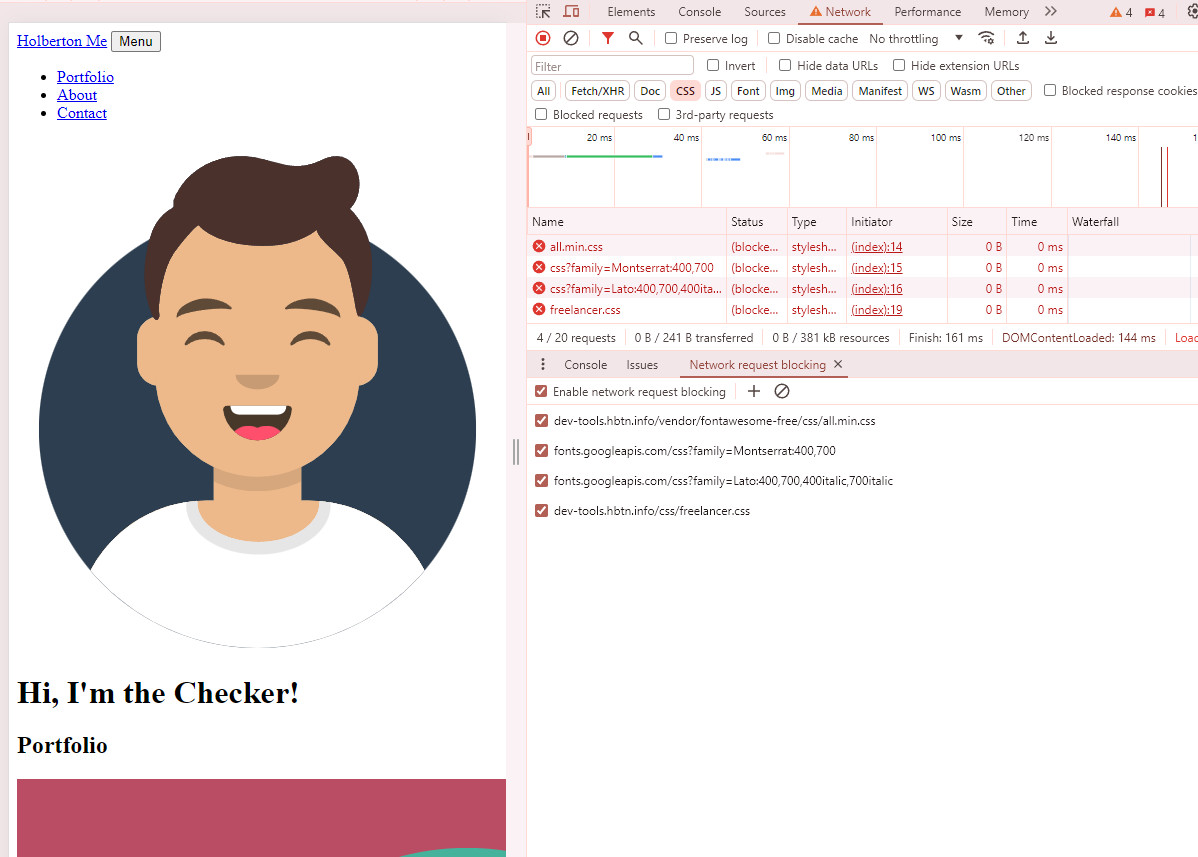 Holberton Me Menu
Portfolio
About
Contact
Hi, I'm the Checker!
Portfolio
Elements Console Sources Network Performance Memory 4 4
Preserve log Disable cache No throttling
Filter Invert Hide data URLs Hide extension URLs
All Fetch/XHR Doc CSS JS Font Img Media Manifest WS Wasm Other Blocked response cookies
Blocked requests 3rd-party requests
20 ms 40 ms 60 ms 80 ms 100 ms 120 ms 140 ms 1
Name Status Type Initiator Size Time Waterfall
all.min.css (blocke... stylesh... (index):14 0 B 0 ms
css?family=Montserrat:400,700 (blocke... stylesh... (index):15 0 B 0 ms
css?family=Lato:400,700,400ita... (blocke... stylesh... (index):16 0 B 0 ms
freelancer.css (blocke... stylesh... (index):19 0 B 0 ms
4 / 20 requests 0 B / 241 B transferred 0 B / 381 kB resources Finish: 161 ms DOMContentLoaded: 144 ms Loac
Console Issues Network request blocking
Enable network request blocking
dev-tools.hbtn.info/vendor/fontawesome-free/css/all.min.css
fonts.googleapis.com/css?family=Montserrat:400,700
fonts.googleapis.com/css?family=Lato:400,700,400italic,700italic
dev-tools.hbtn.info/css/freelancer.css